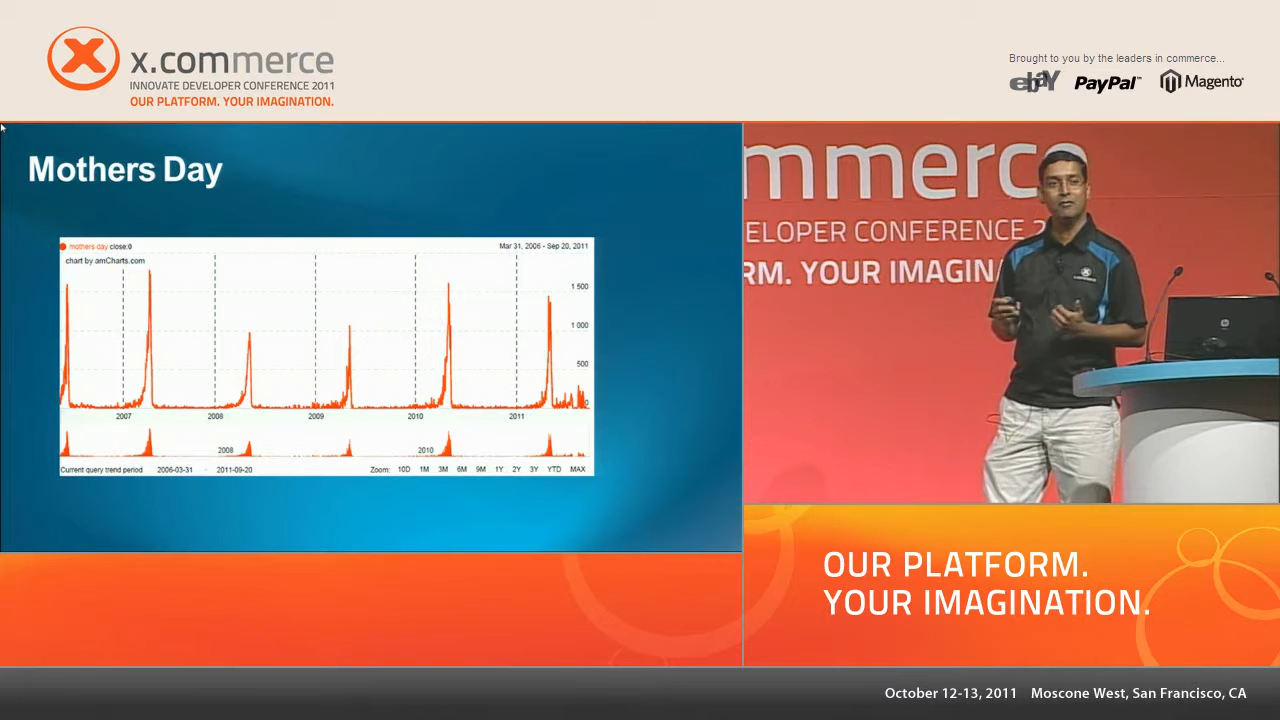 x.commerce
INNOVATE DEVELOPER CONFERENCE 2011
OUR PLATFORM. YOUR IMAGINATION.
Brought to you by the leaders in commerce...
ebaY PayPal™ Magento®
Mothers Day
mothers day close:0
Mar 31, 2006 - Sep 20, 2011
chart by amCharts.com
1 500
1 000
500
0
2007 2008 2009 2010 2011
2008 2010
Current query trend period 2006-03-31 - 2011-09-20 Zoom: 10D 1M 3M 6M 9M 1Y 2Y 3Y YTD MAX
mmerce
ELOPER CONFERENCE 2
RM. YOUR IMAGIN
X
hp
OUR PLATFORM.
YOUR IMAGINATION.
October 12-13, 2011 Moscone West, San Francisco, CA